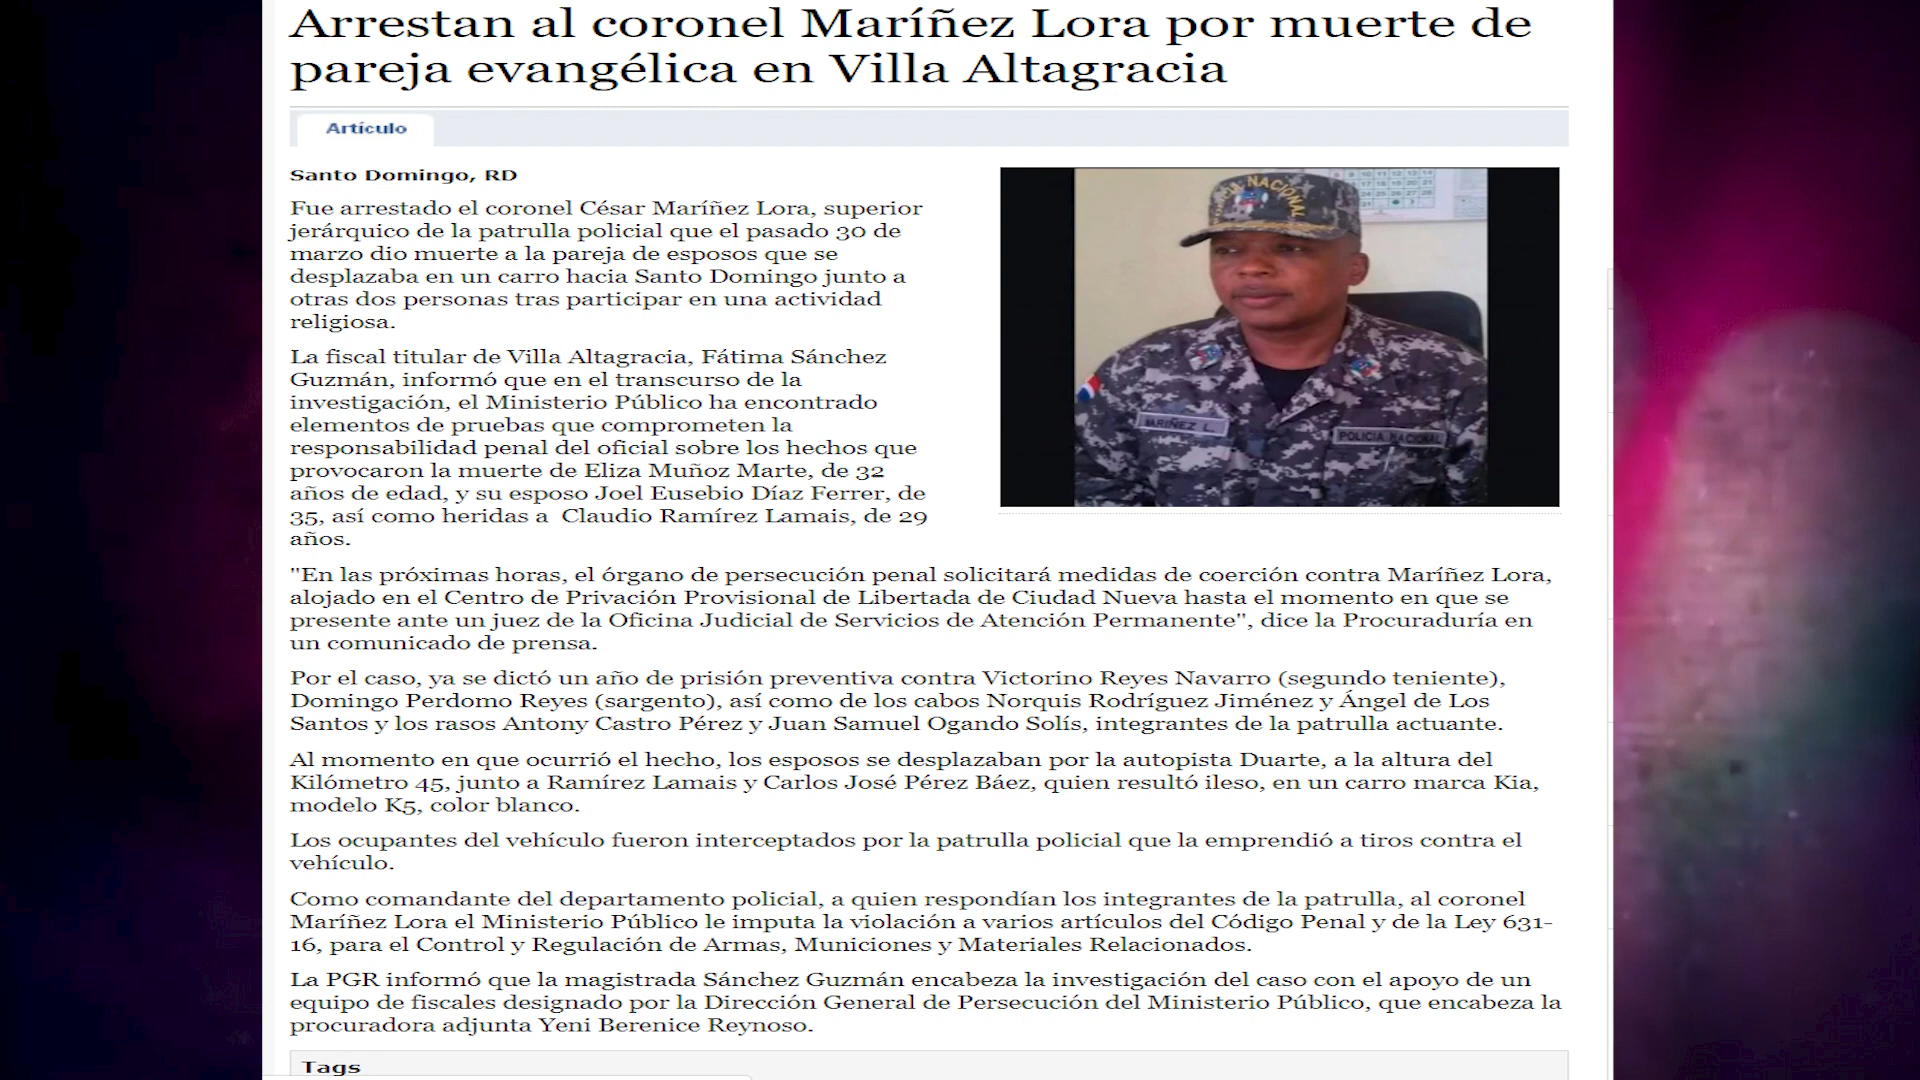 Arrestan al coronel Maríñez Lora por muerte de
pareja evangélica en Villa Altagracia
Artículo
Santo Domingo, RD
Fue arrestado el coronel César Maríñez Lora, superior
jerárquico de la patrulla policial que el pasado 30 de
marzo dio muerte a la pareja de esposos que se
desplazaba en un carro hacia Santo Domingo junto a
otras dos personas tras participar en una actividad
religiosa.
La fiscal titular de Villa Altagracia, Fátima Sánchez
Guzmán, informó que en el transcurso de la
investigación, el Ministerio Público ha encontrado
elementos de pruebas que comprometen la
responsabilidad penal del oficial sobre los hechos que
provocaron la muerte de Eliza Muñoz Marte, de 32
años de edad, y su esposo Joel Eusebio Díaz Ferrer, de
35, así como heridas a Claudio Ramírez Lamais, de 29
años.
NACIONAL
MARIÑEZ L.
POLICIA NACIONAL
"En las próximas horas, el órgano de persecución penal solicitará medidas de coerción contra Maríñez Lora,
alojado en el Centro de Privación Provisional de Libertada de Ciudad Nueva hasta el momento en que se
presente ante un juez de la Oficina Judicial de Servicios de Atención Permanente", dice la Procuraduría en
un comunicado de prensa.
Por el caso, ya se dictó un año de prisión preventiva contra Victorino Reyes Navarro (segundo teniente),
Domingo Perdomo Reyes (sargento), así como de los cabos Norquis Rodríguez Jiménez y Ángel de Los
Santos y los rasos Antony Castro Pérez y Juan Samuel Ogando Solís, integrantes de la patrulla actuante.
Al momento en que ocurrió el hecho, los esposos se desplazaban por la autopista Duarte, a la altura del
Kilómetro 45, junto a Ramírez Lamais y Carlos José Pérez Báez, quien resultó ileso, en un carro marca Kia,
modelo K5, color blanco.
Los ocupantes del vehículo fueron interceptados por la patrulla policial que la emprendió a tiros contra el
vehículo.
Como comandante del departamento policial, a quien respondían los integrantes de la patrulla, al coronel
Maríñez Lora el Ministerio Público le imputa la violación a varios artículos del Código Penal y de la Ley 631-
16, para el Control y Regulación de Armas, Municiones y Materiales Relacionados.
La PGR informó que la magistrada Sánchez Guzmán encabeza la investigación del caso con el apoyo de un
equipo de fiscales designado por la Dirección General de Persecución del Ministerio Público, que encabeza la
procuradora adjunta Yeni Berenice Reynoso.
Tags